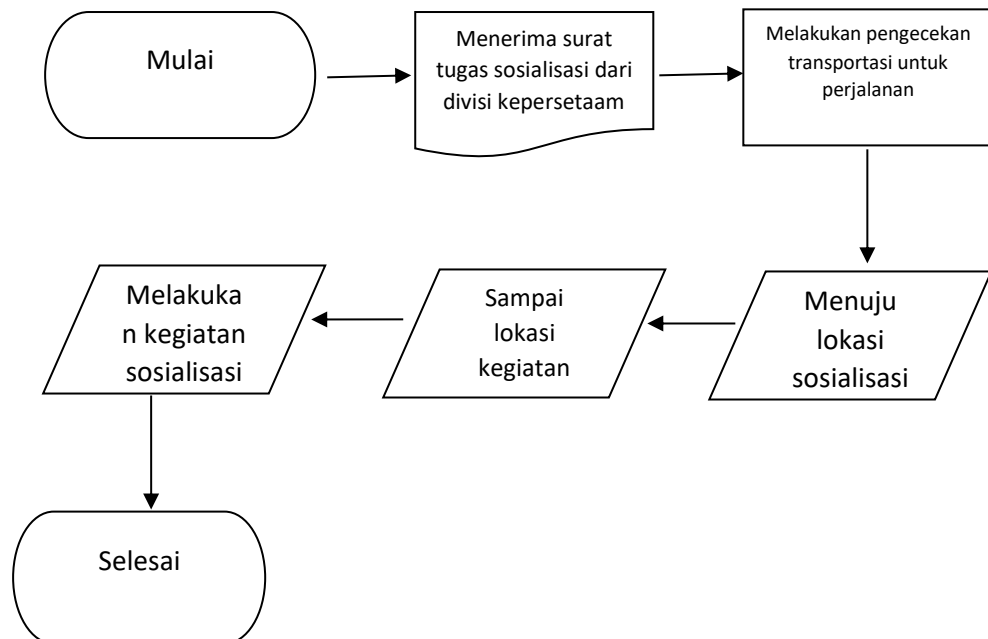 Mulai
Menerima surat
tugas sosialisasi dari
divisi kepersetaam
Melakukan pengecekan
transportasi untuk
perjalanan
Menuju
lokasi
sosialisasi
Sampai
lokasi
kegiatan
Melakuka
n kegiatan
sosialisasi
Selesai